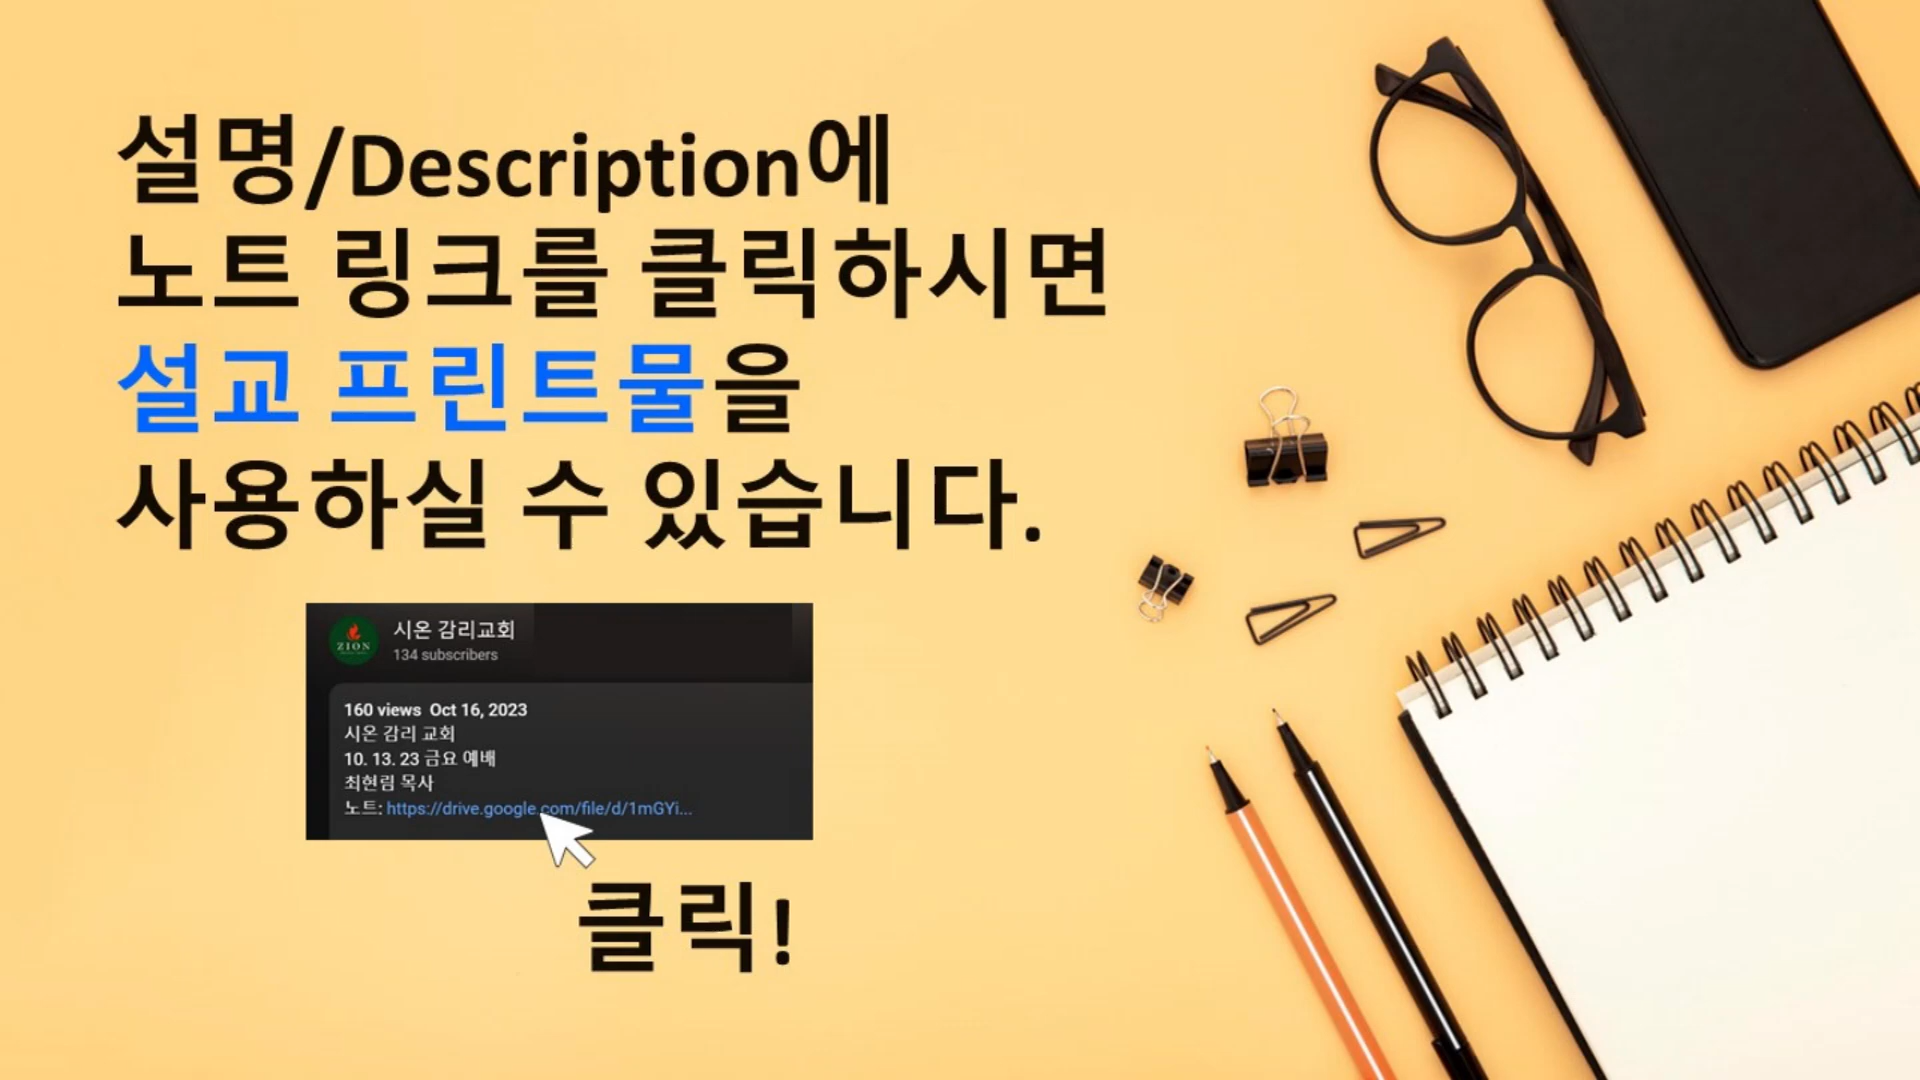 설명/Description에
노트 링크를 클릭하시면
설교 프린트물을
사용하실 수 있습니다.
ZION
시온 감리교회
134 subscribers
160 views Oct 16, 2023
시온 감리 교회
10. 13. 23 금요 예배
최현림 목사
노트: https://drive.google.com/file/d/1mGYi...
클릭!